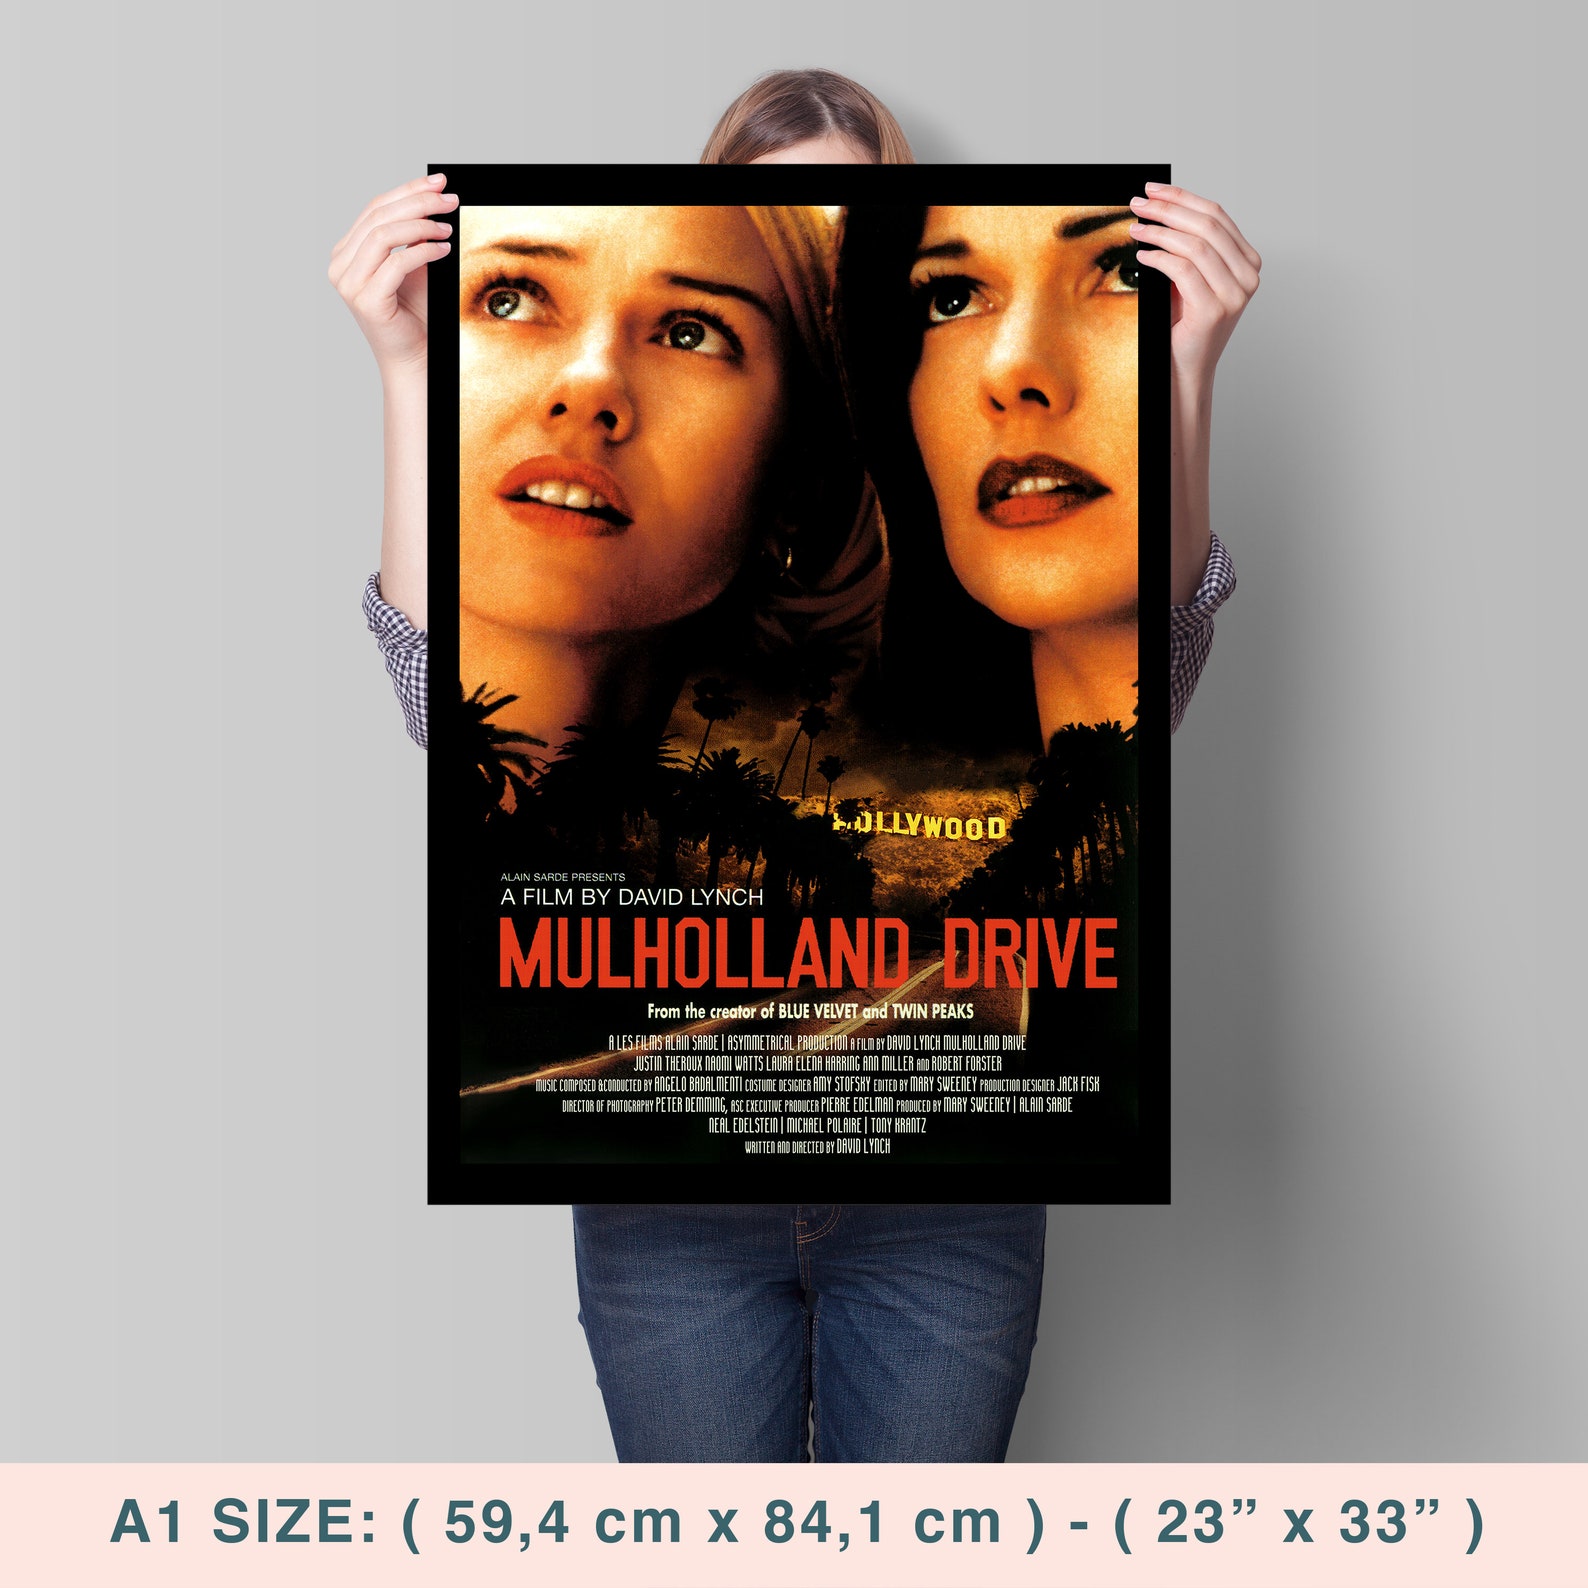 HOLLYWOOD
ALAIN SARDE PRESENTS
A FILM BY DAVID LYNCH
MULHOLLAND DRIVE
From the creator of BLUE VELVET and TWIN PEAKS
A LES FILMS ALAIN SARDE | ASYMMETRICAL PRODUCTION A FILM BY DAVID LYNCH MULHOLLAND DRIVE
JUSTIN THEROUX NAOMI WATTS LAURA ELENA HARRING ANN MILLER AND ROBERT FORSTER
MUSIC COMPOSED & CONDUCTED BY ANGELO BADALMENTI COSTUME DESIGNER AMY STOFSKY EDITED BY MARY SWEENEY PRODUCTION DESIGNER JACK FISK
DIRECTOR OF PHOTOGRAPHY PETER DEMMING, ASC EXECUTIVE PRODUCER PIERRE EDELMAN PRODUCED BY MARY SWEENEY | ALAIN SARDE
NEAL EDELSTEIN | MICHAEL POLAIRE | TONY KRANTZ
WRITTEN AND DIRECTED BY DAVID LYNCH
A1 SIZE: ( 59,4 cm x 84,1 cm ) - ( 23” x 33” )